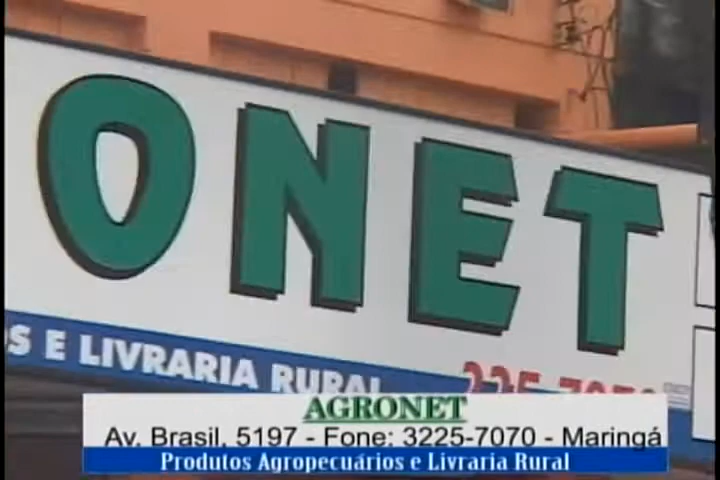 ONET
S E LIVRARIA RURAL
AGRONET
Av. Brasil, 5197 - Fone: 3225-7070 - Maringá
Produtos Agropecuários e Livraria Rural